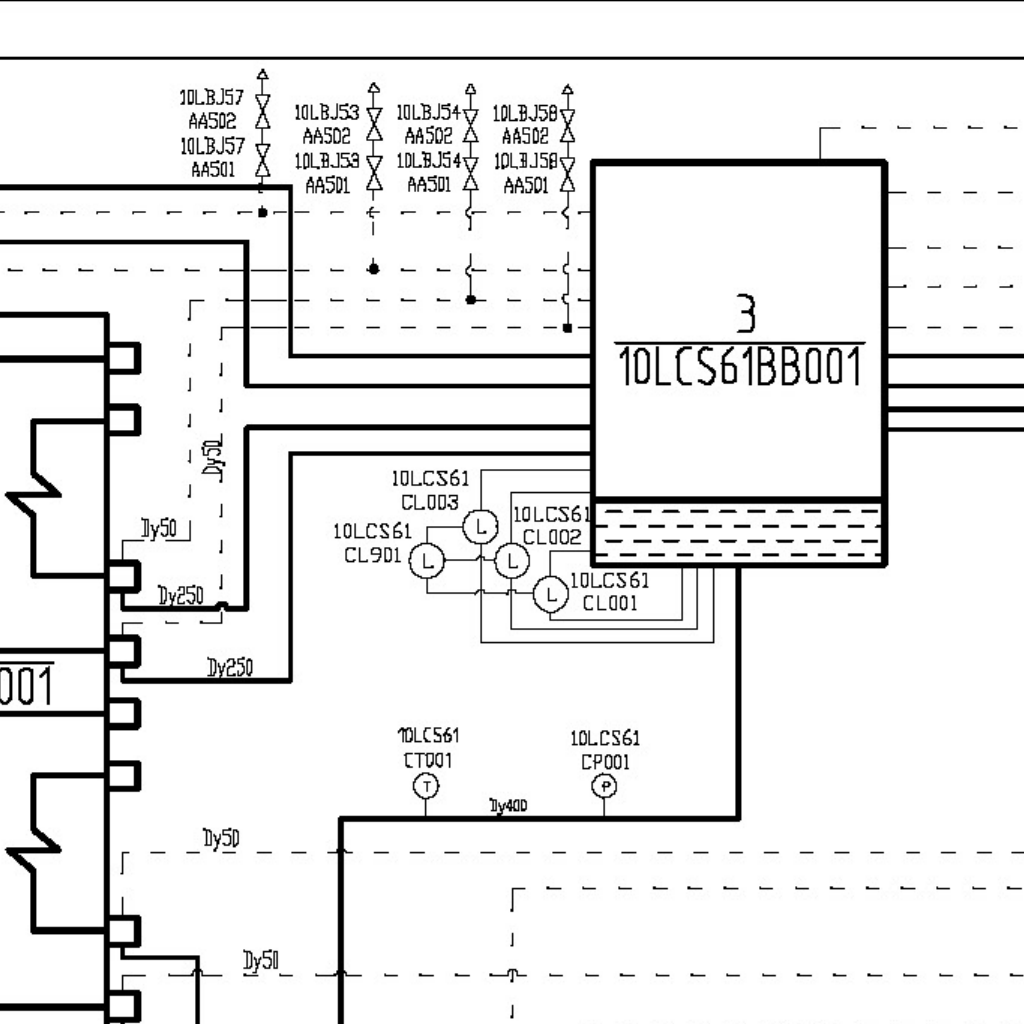 10LBJ57
AA502
10LBJ57
AA501
10LBJ53
AA502
10LBJ53
AA501
10LBJ54
AA502
10LBJ54
AA501
10LBJ58
AA502
10LBJ58
AA501
3
10LCS61BB001
Dy50
10LCS61
CL003
10LCS61
CL002
10LCS61
CL901
L
L
L
L
10LCS61
CL001
Dy50
Dy250
Dy250
001
10LCS61
CT001
T
10LCS61
CP001
P
Dy400
Dy50
Dy50